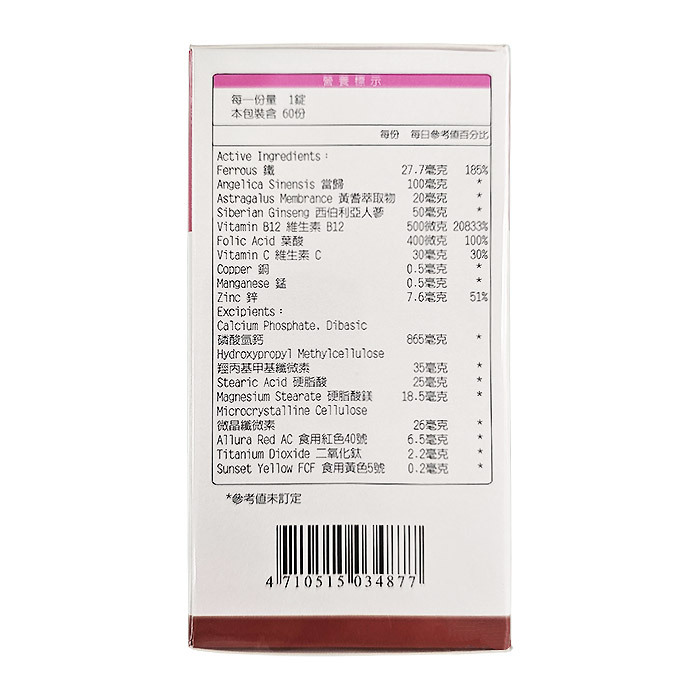 營養標示
每一份量 1錠
本包裝含 60份
每份 每日參考值百分比
Active Ingredients：
Ferrous 鐵 27.7毫克 185%
Angelica Sinensis 當歸 100毫克 *
Astragalus Membrance 黃耆萃取物 20毫克 *
Siberian Ginseng 西伯利亞人蔘 50毫克 *
Vitamin B12 維生素 B12 500微克 20833%
Folic Acid 葉酸 400微克 100%
Vitamin C 維生素 C 30毫克 30%
Copper 銅 0.5毫克 *
Manganese 錳 0.5毫克 *
Zinc 鋅 7.6毫克 51%
Excipients：
Calcium Phosphate, Dibasic
磷酸氫鈣 865毫克 *
Hydroxypropyl Methylcellulose
羥丙基甲基纖微素 35毫克 *
Stearic Acid 硬脂酸 25毫克 *
Magnesium Stearate 硬脂酸鎂 18.5毫克 *
Microcrystalline Cellulose
微晶纖微素 26毫克 *
Allura Red AC 食用紅色40號 6.5毫克 *
Titanium Dioxide 二氧化鈦 2.2毫克 *
Sunset Yellow FCF 食用黃色5號 0.2毫克 *
*參考值未訂定
4 710515 034877